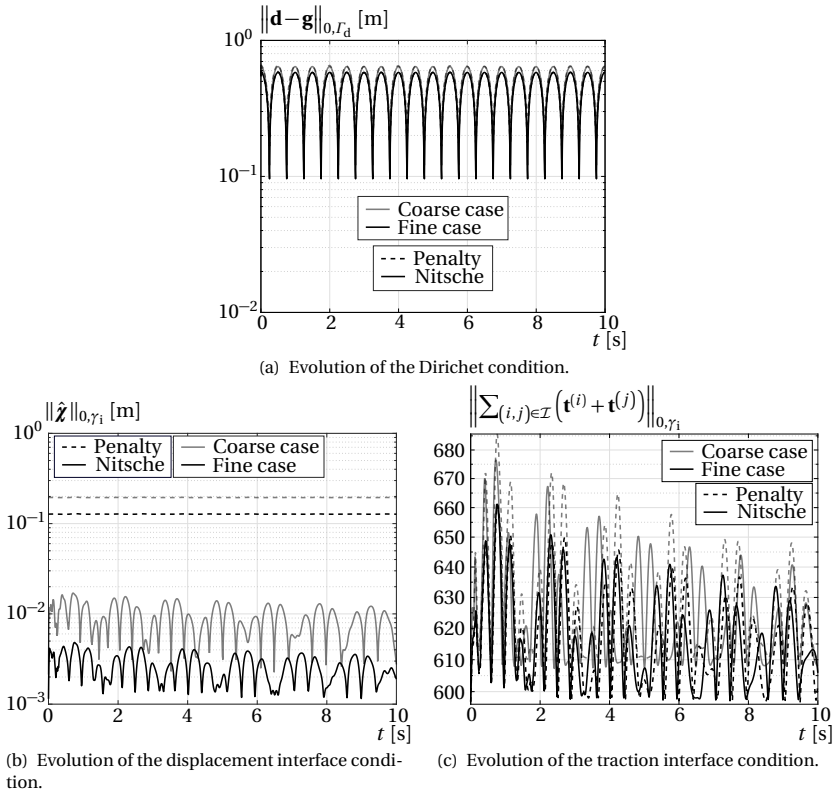 ‖d−g‖₀,Γd [m]
10⁰
10⁻¹
10⁻²
Coarse case
Fine case
Penalty
Nitsche
0 2 4 6 8 10
t [s]
(a) Evolution of the Dirichet condition.
‖χ̂‖₀,γi [m]
10⁰
10⁻¹
10⁻²
10⁻³
Penalty
Nitsche
Coarse case
Fine case
0 2 4 6 8 10
t [s]
(b) Evolution of the displacement interface condi-
tion.
‖∑(i,j)∈ℐ (t⁽ⁱ⁾ + t⁽ʲ⁾)‖₀,γi
680
670
660
650
640
630
620
610
600
Coarse case
Fine case
Penalty
Nitsche
0 2 4 6 8 10
t [s]
(c) Evolution of the traction interface condition.